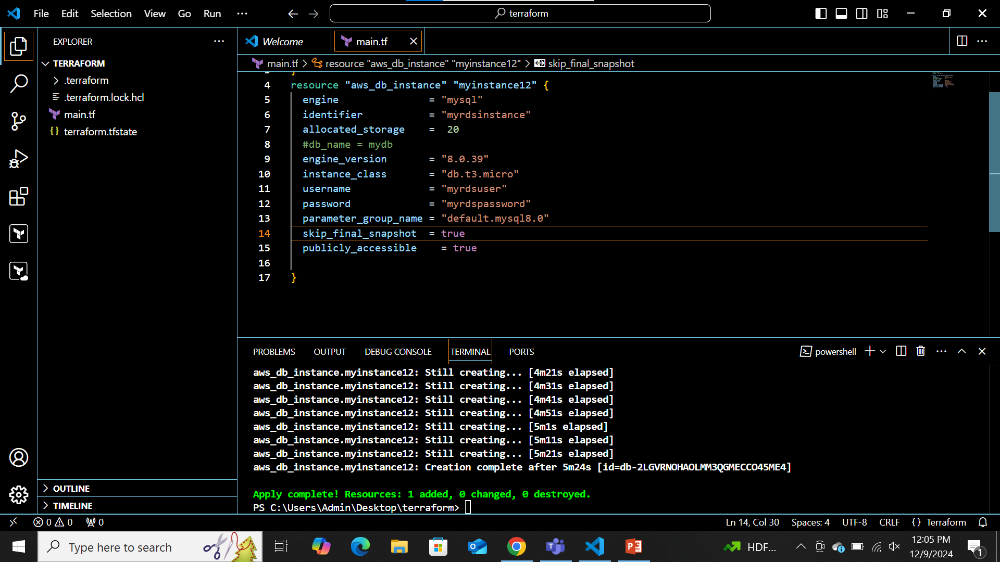 File Edit Selection View Go Run ···
terraform
EXPLORER ···
TERRAFORM
.terraform
.terraform.lock.hcl
main.tf
{} terraform.tfstate
OUTLINE
TIMELINE
Welcome
main.tf
main.tf > resource "aws_db_instance" "myinstance12" > skip_final_snapshot
4 resource "aws_db_instance" "myinstance12" {
5 engine = "mysql"
6 identifier = "myrdsinstance"
7 allocated_storage = 20
8 #db_name = mydb
9 engine_version = "8.0.39"
10 instance_class = "db.t3.micro"
11 username = "myrdsuser"
12 password = "myrdspassword"
13 parameter_group_name = "default.mysql8.0"
14 skip_final_snapshot = true
15 publicly_accessible = true
16
17 }
PROBLEMS OUTPUT DEBUG CONSOLE TERMINAL PORTS
powershell
aws_db_instance.myinstance12: Still creating... [4m21s elapsed]
aws_db_instance.myinstance12: Still creating... [4m31s elapsed]
aws_db_instance.myinstance12: Still creating... [4m41s elapsed]
aws_db_instance.myinstance12: Still creating... [4m51s elapsed]
aws_db_instance.myinstance12: Still creating... [5m1s elapsed]
aws_db_instance.myinstance12: Still creating... [5m11s elapsed]
aws_db_instance.myinstance12: Still creating... [5m21s elapsed]
aws_db_instance.myinstance12: Creation complete after 5m24s [id=db-2LGVRNOHAOLMM3QGMECCO45ME4]
Apply complete! Resources: 1 added, 0 changed, 0 destroyed.
PS C:\Users\Admin\Desktop\terraform>
0 0 0
Ln 14, Col 30 Spaces: 4 UTF-8 CRLF {} Terraform
Type here to search
HDF...
12:05 PM
12/9/2024
1